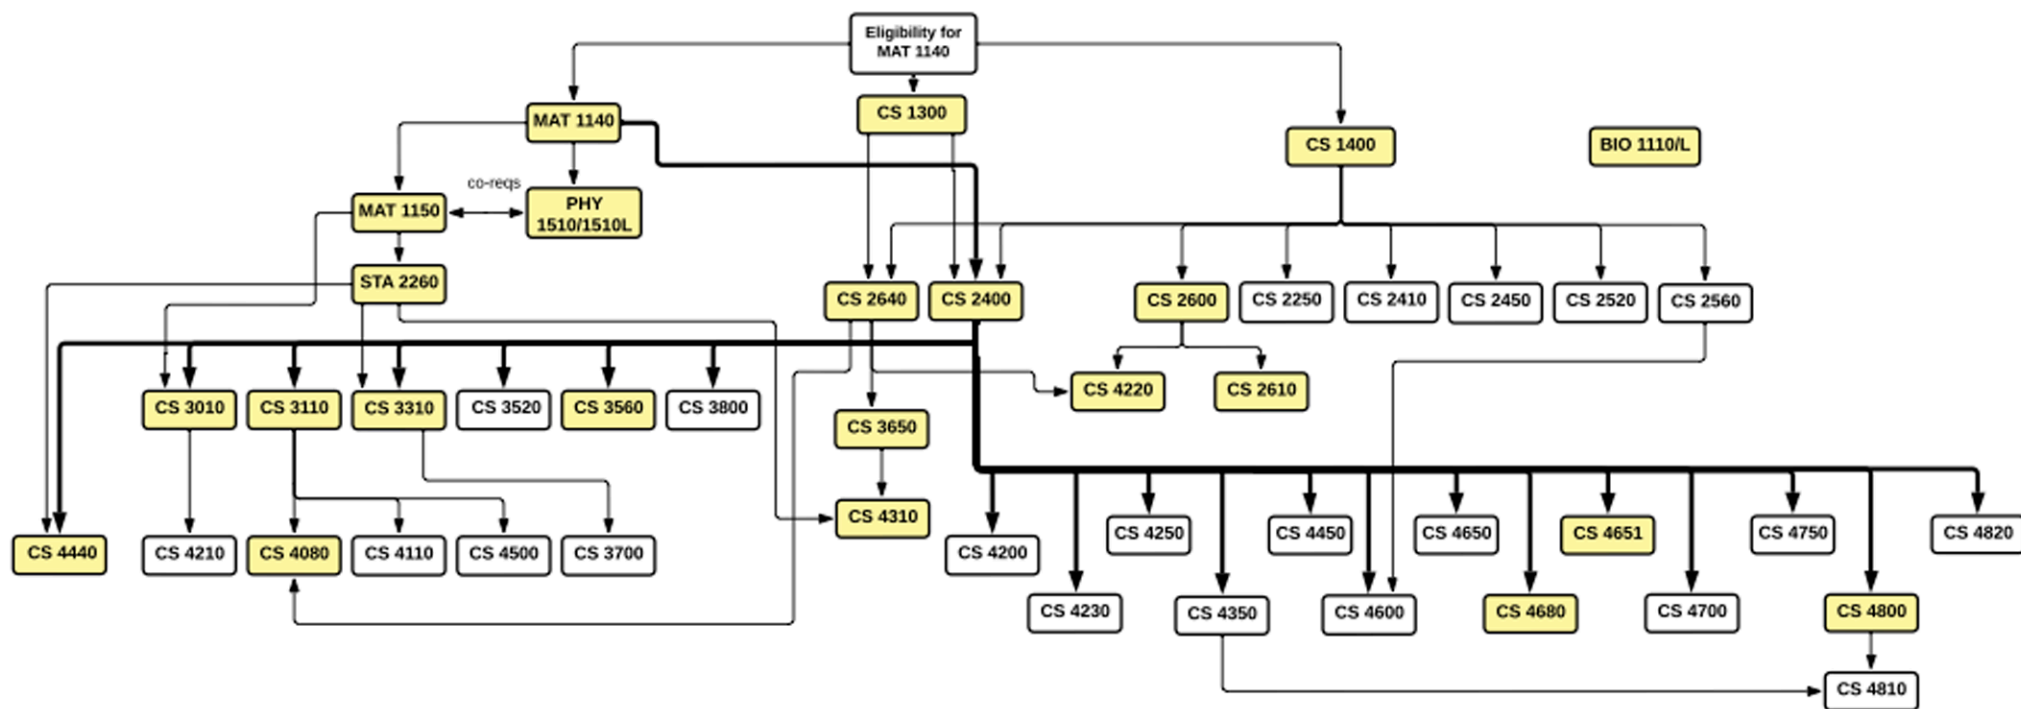 Eligibility for
MAT 1140
CS 1300
MAT 1140
CS 1400
BIO 1110/L
co-reqs
MAT 1150
PHY
1510/1510L
STA 2260
CS 2640
CS 2400
CS 2600
CS 2250
CS 2410
CS 2450
CS 2520
CS 2560
CS 4220
CS 2610
CS 3010
CS 3110
CS 3310
CS 3520
CS 3560
CS 3800
CS 3650
CS 4310
CS 4440
CS 4210
CS 4080
CS 4110
CS 4500
CS 3700
CS 4200
CS 4250
CS 4450
CS 4650
CS 4651
CS 4750
CS 4820
CS 4230
CS 4350
CS 4600
CS 4680
CS 4700
CS 4800
CS 4810